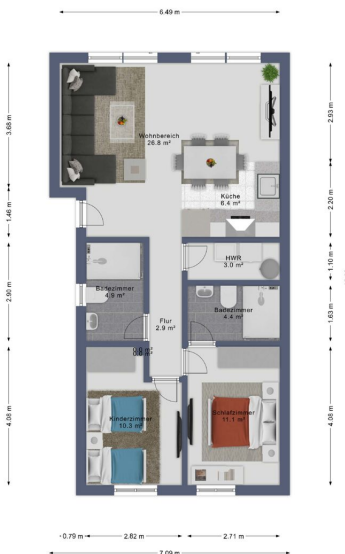 6.49 m
3.68 m
2.93 m
Wohnbereich
26.8 m²
Küche
6.4 m²
1.46 m
2.20 m
HWR
3.0 m²
1.10 m
Badezimmer
4.9 m²
2.90 m
Badezimmer
4.4 m²
1.63 m
Flur
2.9 m²
Kinderzimmer
10.3 m²
Schlafzimmer
11.1 m²
4.08 m
4.08 m
0.79 m
2.82 m
2.71 m
7.09 m